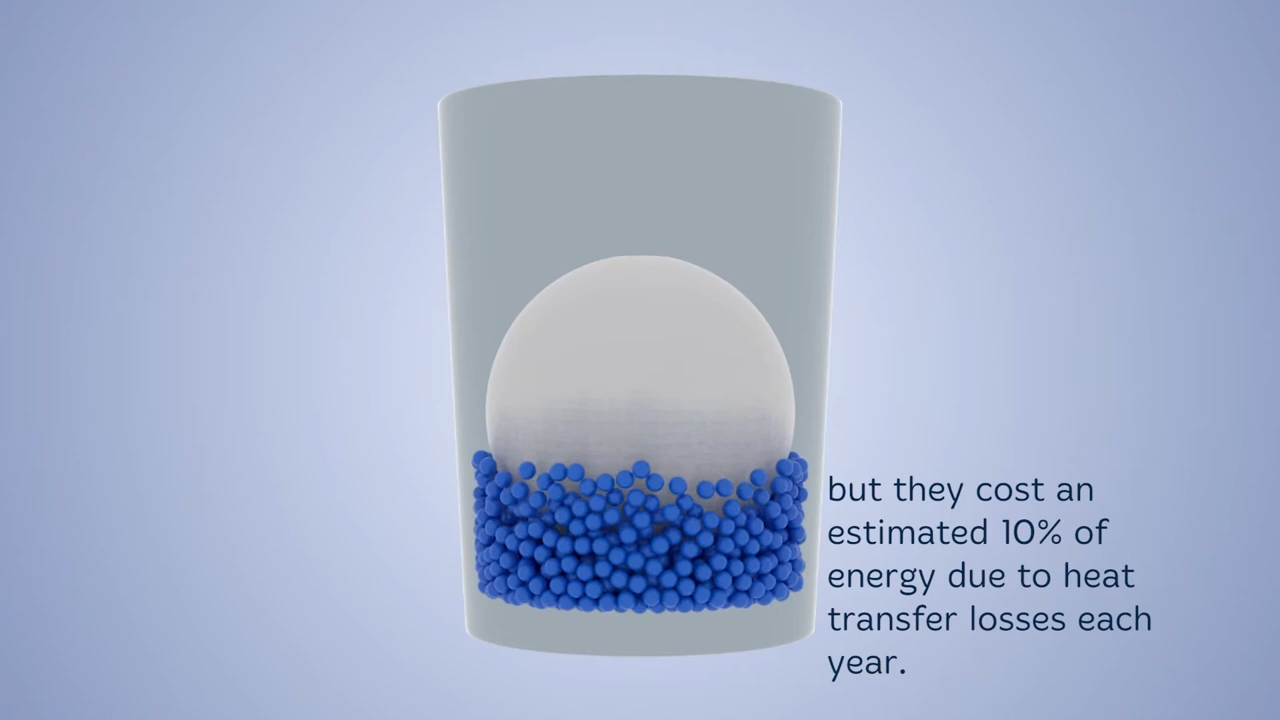 but they cost an
estimated 10% of
energy due to heat
transfer losses each
year.